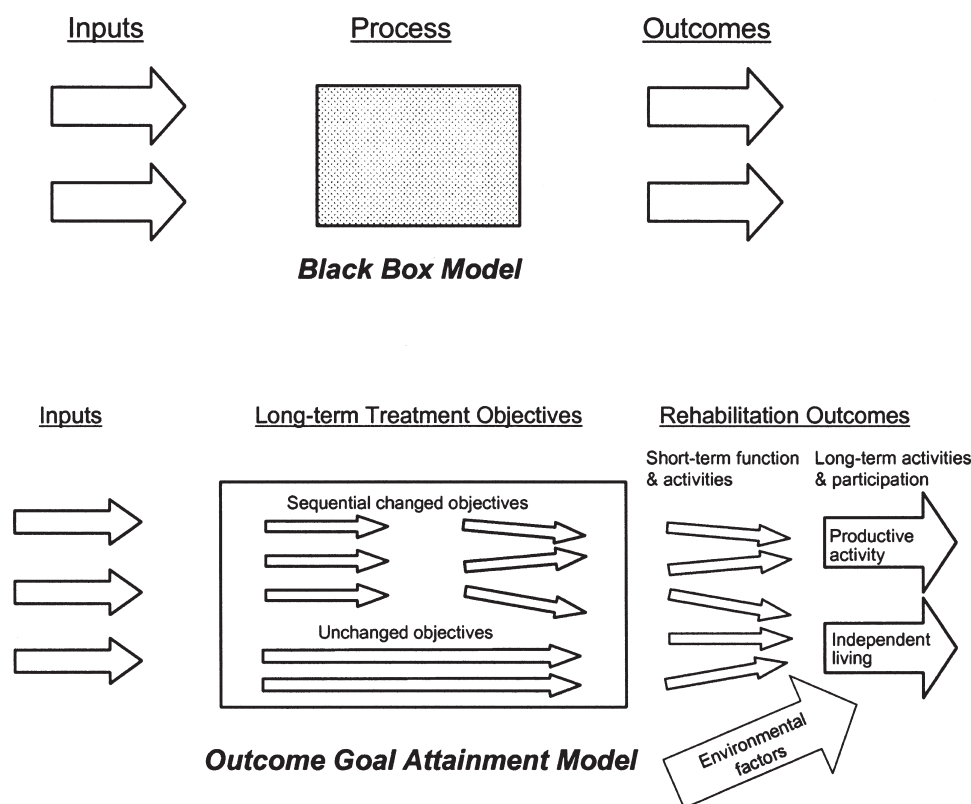 Inputs
Process
Outcomes
Black Box Model
Inputs
Long-term Treatment Objectives
Rehabilitation Outcomes
Short-term function
& activities
Long-term activities
& participation
Sequential changed objectives
Unchanged objectives
Productive
activity
Independent
living
Environmental
factors
Outcome Goal Attainment Model